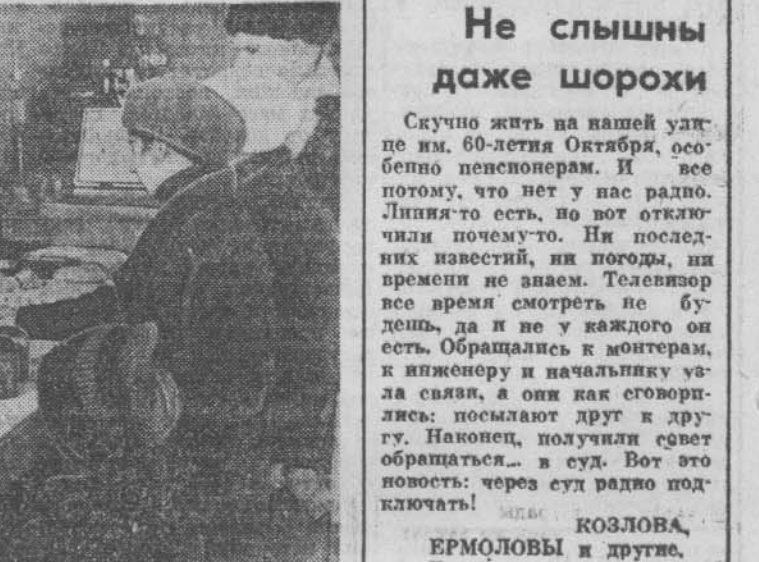 Не слышны
даже шорохи
Скучно жить на нашей ули-
це им. 60-летия Октября, осо-
бенно пенсионерам. И все
потому, что нет у нас радио.
Линия-то есть, но вот отклю-
чили почему-то. Ни послед-
них известий, ни погоды, ни
времени не знаем. Телевизор
все время смотреть не бу-
дешь, да и не у каждого он
есть. Обращались к монтерам,
к инженеру и начальнику уз-
ла связи, а они как сговори-
лись: посылают друг к дру-
гу. Наконец, получили совет
обращаться... в суд. Вот это
новость: через суд радио под-
ключать!
КОЗЛОВА,
ЕРМОЛОВЫ и другие.